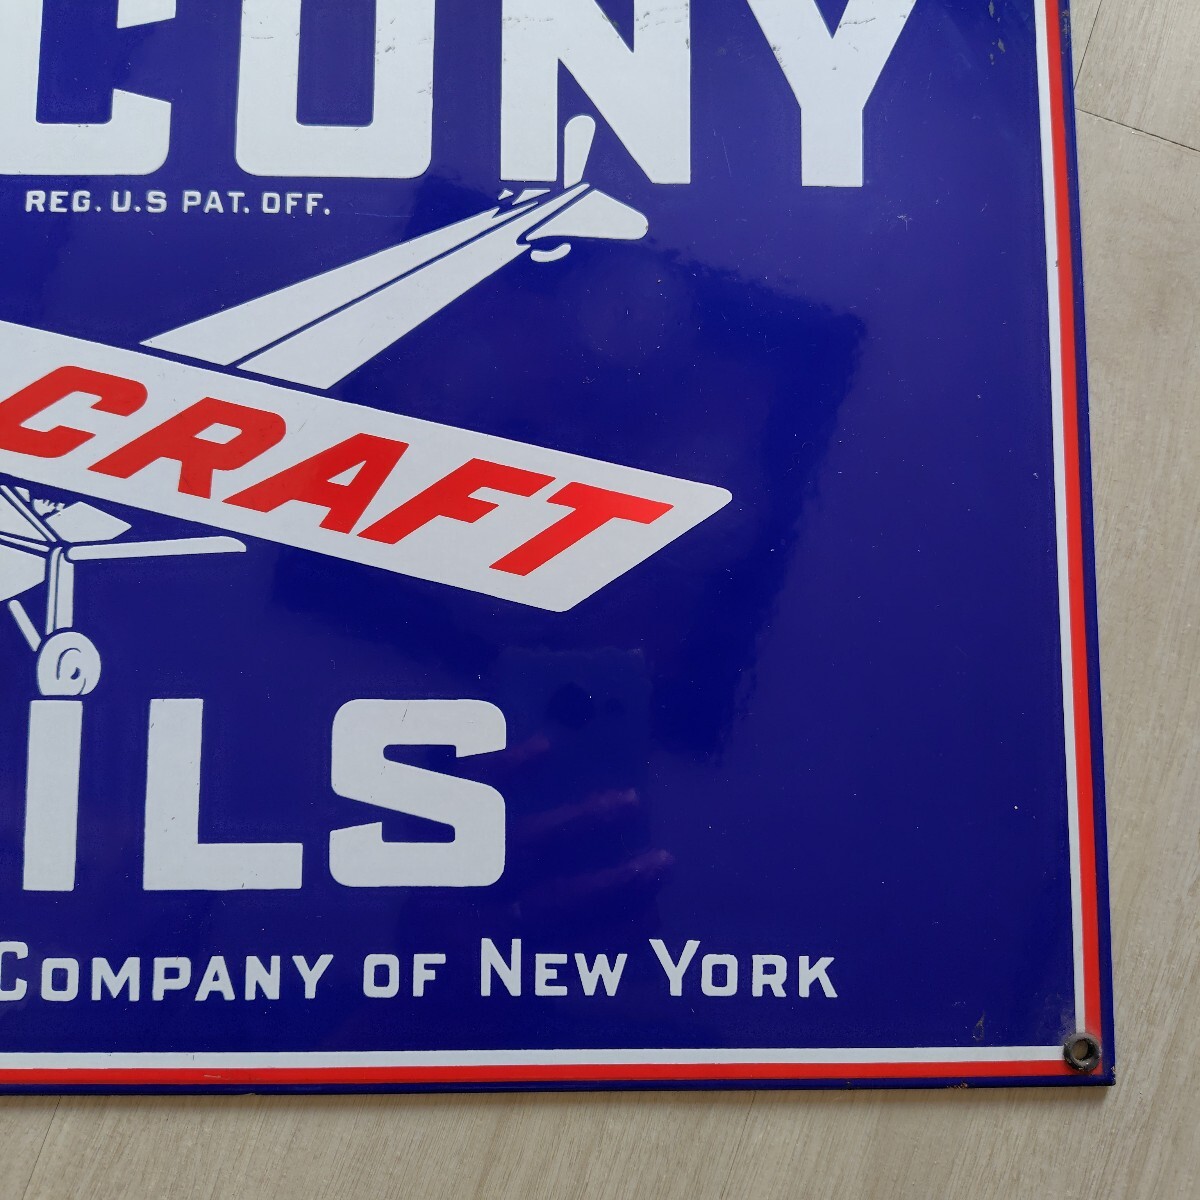 CONY
REG. U.S PAT. OFF.
CRAFT
ILS
COMPANY OF NEW YORK